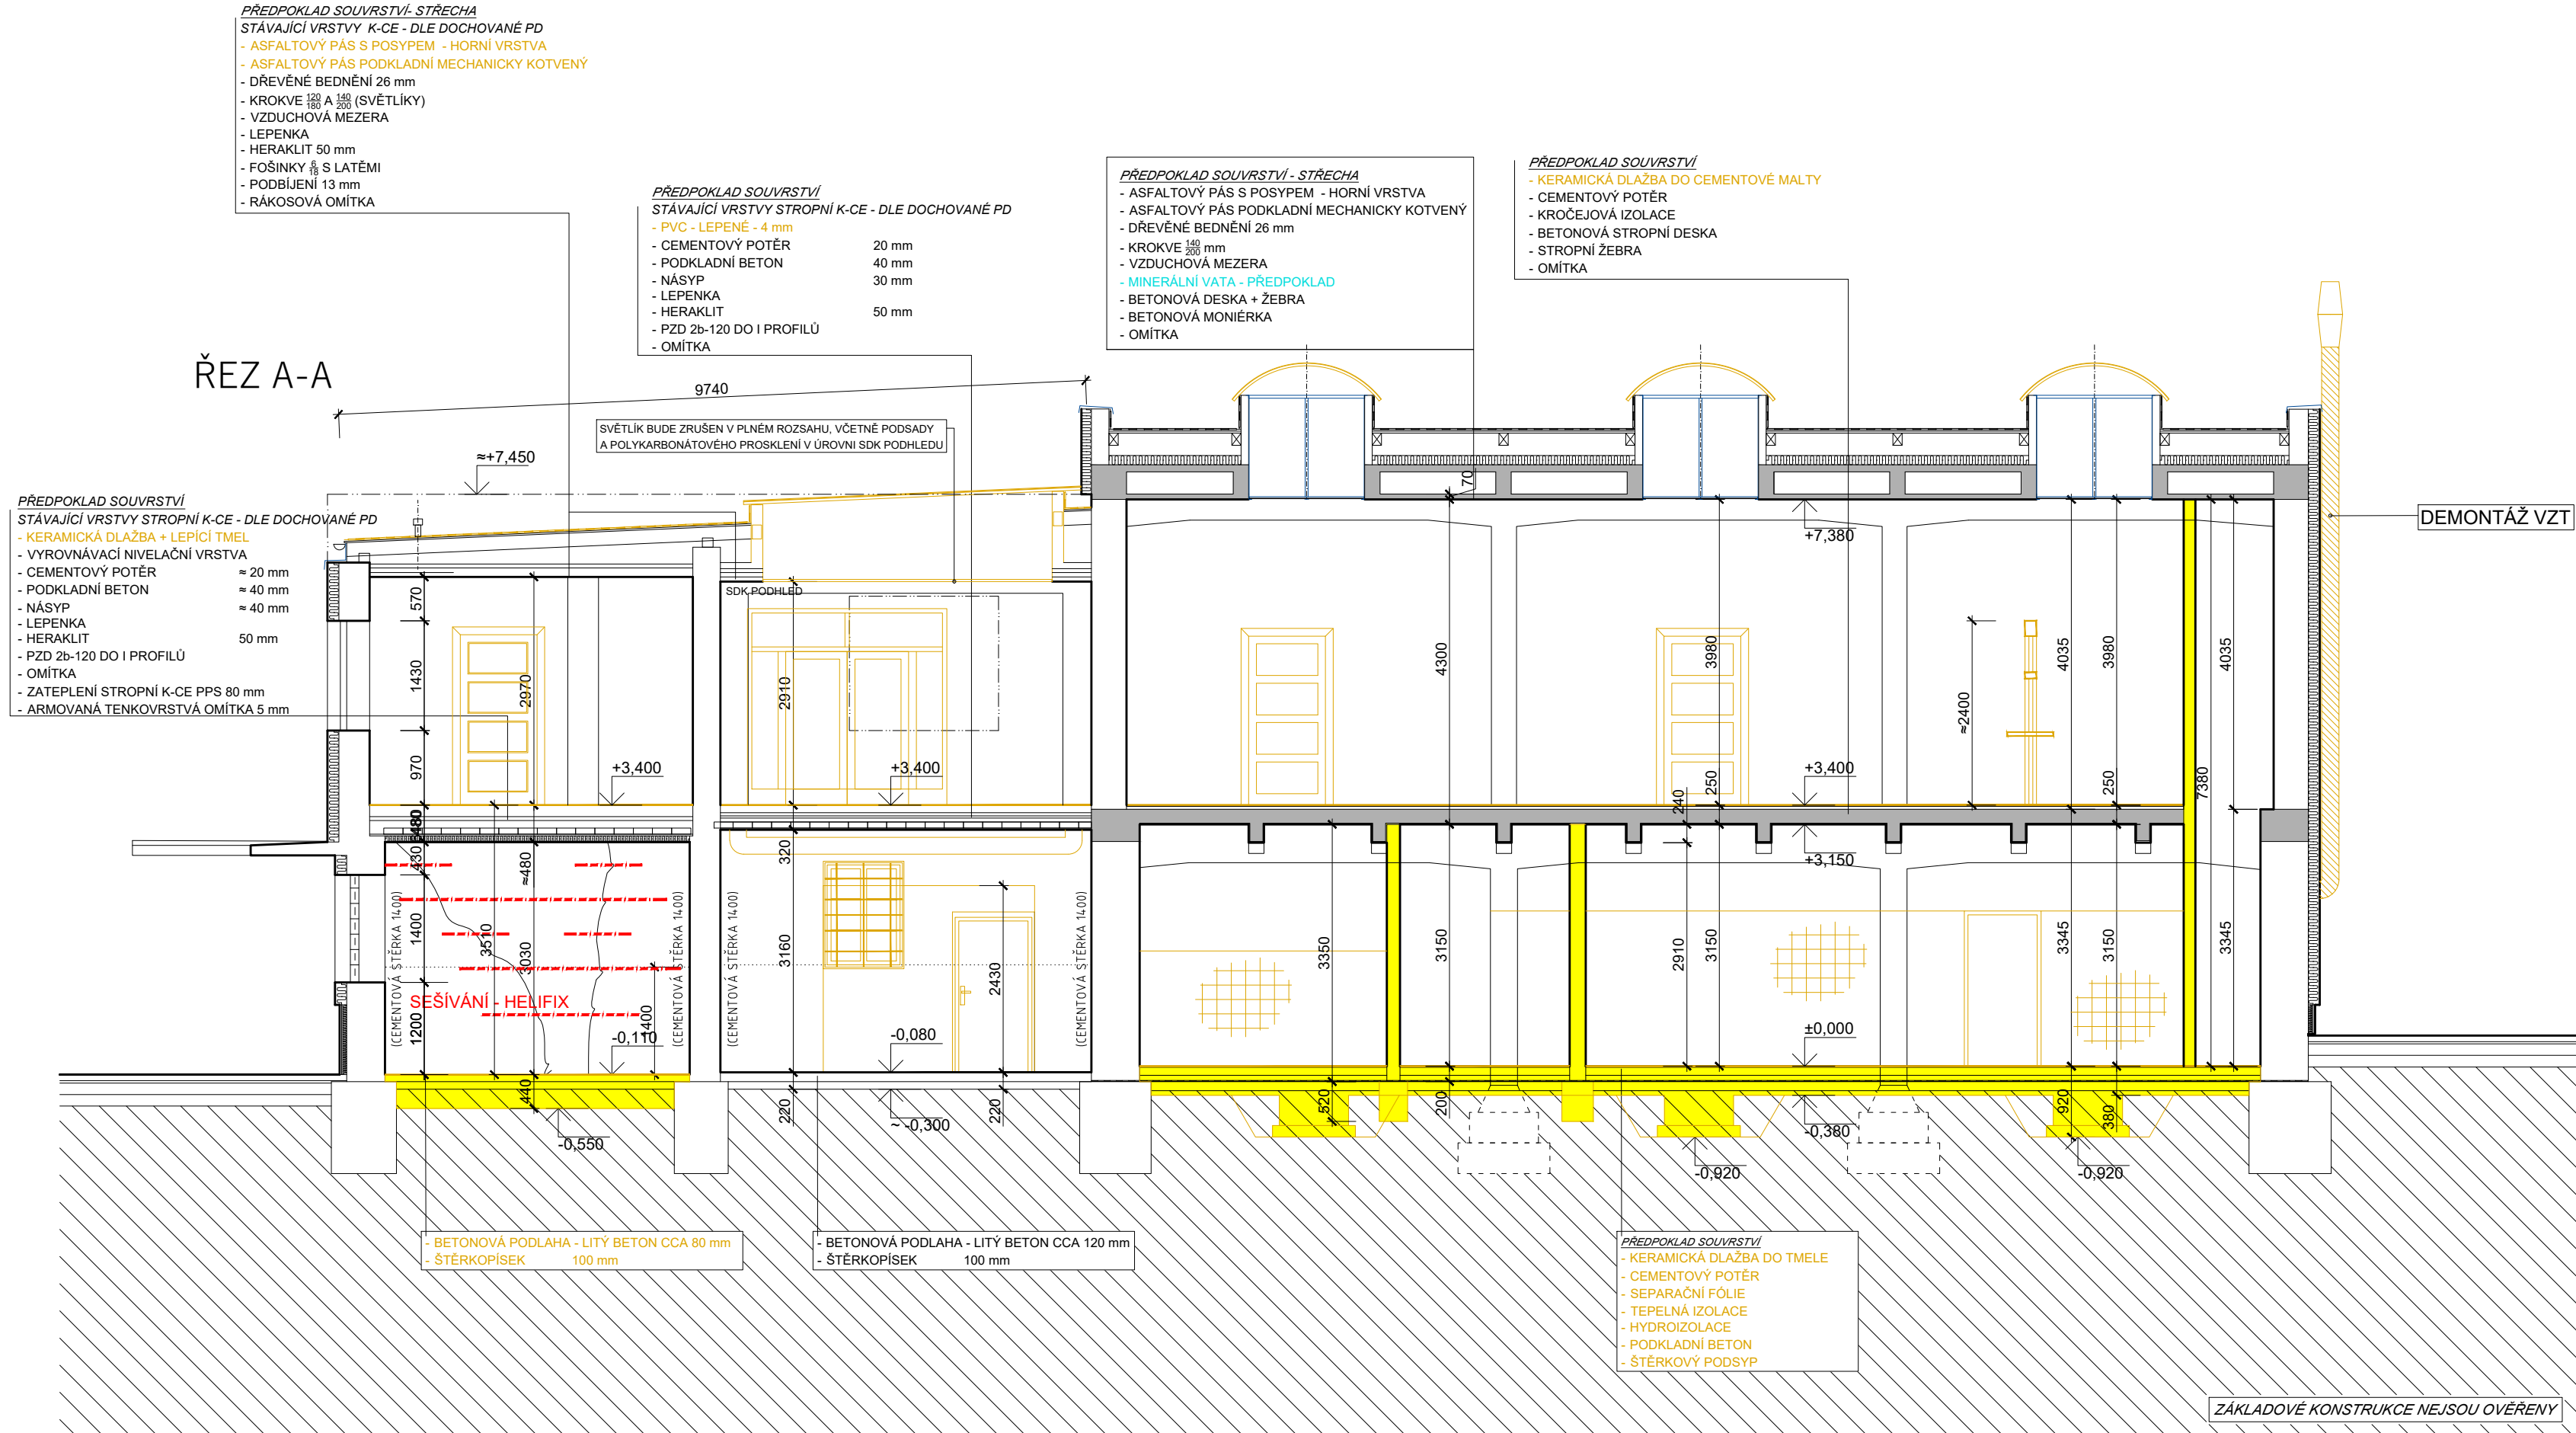 PŘEDPOKLAD SOUVRSTVÍ- STŘECHA
STÁVAJÍCÍ VRSTVY K-CE - DLE DOCHOVANÉ PD
- ASFALTOVÝ PÁS S POSYPEM - HORNÍ VRSTVA
- ASFALTOVÝ PÁS PODKLADNÍ MECHANICKY KOTVENÝ
- DŘEVĚNÉ BEDNĚNÍ 26 mm
- KROKVE 120/180 A 140/200 (SVĚTLÍKY)
- VZDUCHOVÁ MEZERA
- LEPENKA
- HERAKLIT 50 mm
- FOŠINKY 6/18 S LATĚMI
- PODBÍJENÍ 13 mm
- RÁKOSOVÁ OMÍTKA
PŘEDPOKLAD SOUVRSTVÍ
STÁVAJÍCÍ VRSTVY STROPNÍ K-CE - DLE DOCHOVANÉ PD
- PVC - LEPENÉ - 4 mm
- CEMENTOVÝ POTĚR 20 mm
- PODKLADNÍ BETON 40 mm
- NÁSYP 30 mm
- LEPENKA
- HERAKLIT 50 mm
- PZD 2b-120 DO I PROFILŮ
- OMÍTKA
PŘEDPOKLAD SOUVRSTVÍ - STŘECHA
- ASFALTOVÝ PÁS S POSYPEM - HORNÍ VRSTVA
- ASFALTOVÝ PÁS PODKLADNÍ MECHANICKY KOTVENÝ
- DŘEVĚNÉ BEDNĚNÍ 26 mm
- KROKVE 140/200 mm
- VZDUCHOVÁ MEZERA
- MINERÁLNÍ VATA - PŘEDPOKLAD
- BETONOVÁ DESKA + ŽEBRA
- BETONOVÁ MONIÉRKA
- OMÍTKA
PŘEDPOKLAD SOUVRSTVÍ
- KERAMICKÁ DLAŽBA DO CEMENTOVÉ MALTY
- CEMENTOVÝ POTĚR
- KROČEJOVÁ IZOLACE
- BETONOVÁ STROPNÍ DESKA
- STROPNÍ ŽEBRA
- OMÍTKA
ŘEZ A-A
9740
SVĚTLÍK BUDE ZRUŠEN V PLNÉM ROZSAHU, VČETNĚ PODSADY
A POLYKARBONÁTOVÉHO PROSKLENÍ V ÚROVNI SDK PODHLEDU
≈+7,450
70
DEMONTÁŽ VZT
+7,380
PŘEDPOKLAD SOUVRSTVÍ
STÁVAJÍCÍ VRSTVY STROPNÍ K-CE - DLE DOCHOVANÉ PD
- KERAMICKÁ DLAŽBA + LEPÍCÍ TMEL
- VYROVNÁVACÍ NIVELAČNÍ VRSTVA
- CEMENTOVÝ POTĚR ≈ 20 mm
- PODKLADNÍ BETON ≈ 40 mm
- NÁSYP ≈ 40 mm
- LEPENKA
- HERAKLIT 50 mm
- PZD 2b-120 DO I PROFILŮ
- OMÍTKA
- ZATEPLENÍ STROPNÍ K-CE PPS 80 mm
- ARMOVANÁ TENKOVRSTVÁ OMÍTKA 5 mm
SDK PODHLED
570
1430
970
2970
2910
4300
3980
≈2400
4035
3980
4035
+3,400
+3,400
+3,400
250
240
250
7380
430
≈480
320
+3,150
1400
1200
3510
3030
1400
(CEMENTOVÁ STĚRKA 1400)
(CEMENTOVÁ STĚRKA 1400)
(CEMENTOVÁ STĚRKA 1400)
(CEMENTOVÁ STĚRKA 1400)
SEŠÍVÁNÍ - HELIFIX
3160
2430
3350
3150
2910
3150
3345
3150
3345
-0,110
-0,080
±0,000
440
-0,550
220
~ -0,300
220
520
200
-0,380
920
380
-0,920
-0,920
- BETONOVÁ PODLAHA - LITÝ BETON CCA 80 mm
- ŠTĚRKOPÍSEK 100 mm
- BETONOVÁ PODLAHA - LITÝ BETON CCA 120 mm
- ŠTĚRKOPÍSEK 100 mm
PŘEDPOKLAD SOUVRSTVÍ
- KERAMICKÁ DLAŽBA DO TMELE
- CEMENTOVÝ POTĚR
- SEPARAČNÍ FÓLIE
- TEPELNÁ IZOLACE
- HYDROIZOLACE
- PODKLADNÍ BETON
- ŠTĚRKOVÝ PODSYP
ZÁKLADOVÉ KONSTRUKCE NEJSOU OVĚŘENY